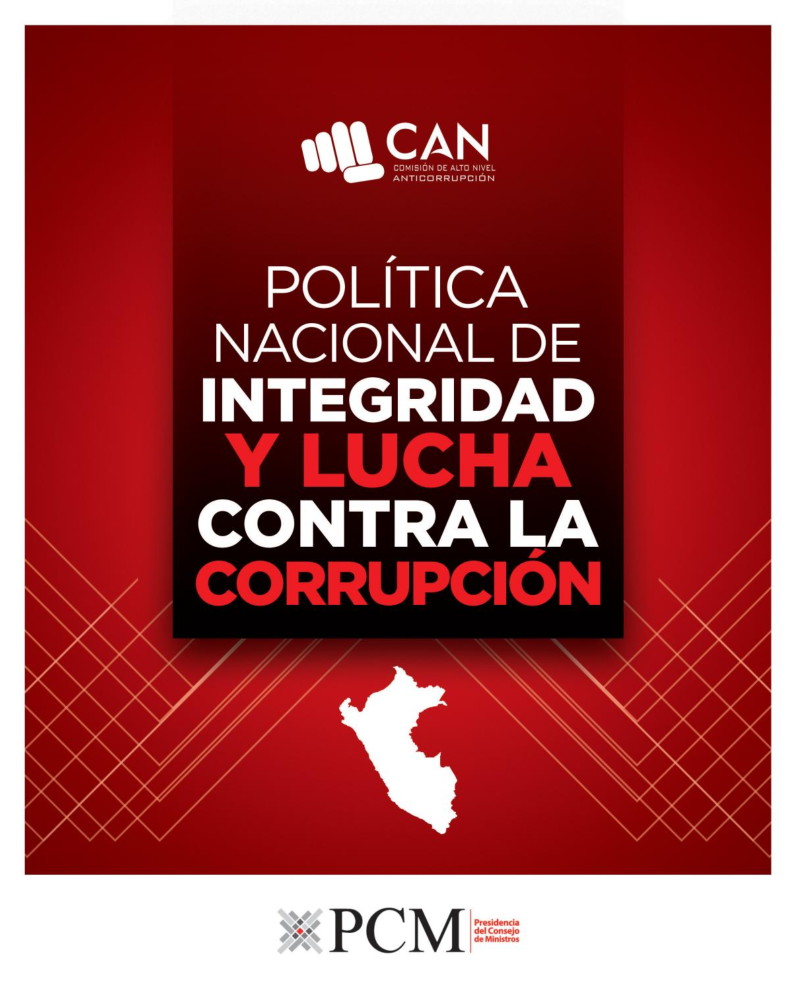 CAN
COMISIÓN DE ALTO NIVEL
ANTICORRUPCIÓN
POLÍTICA
NACIONAL DE
INTEGRIDAD
Y LUCHA
CONTRA LA
CORRUPCIÓN
PCM
Presidencia
del Consejo
de Ministros